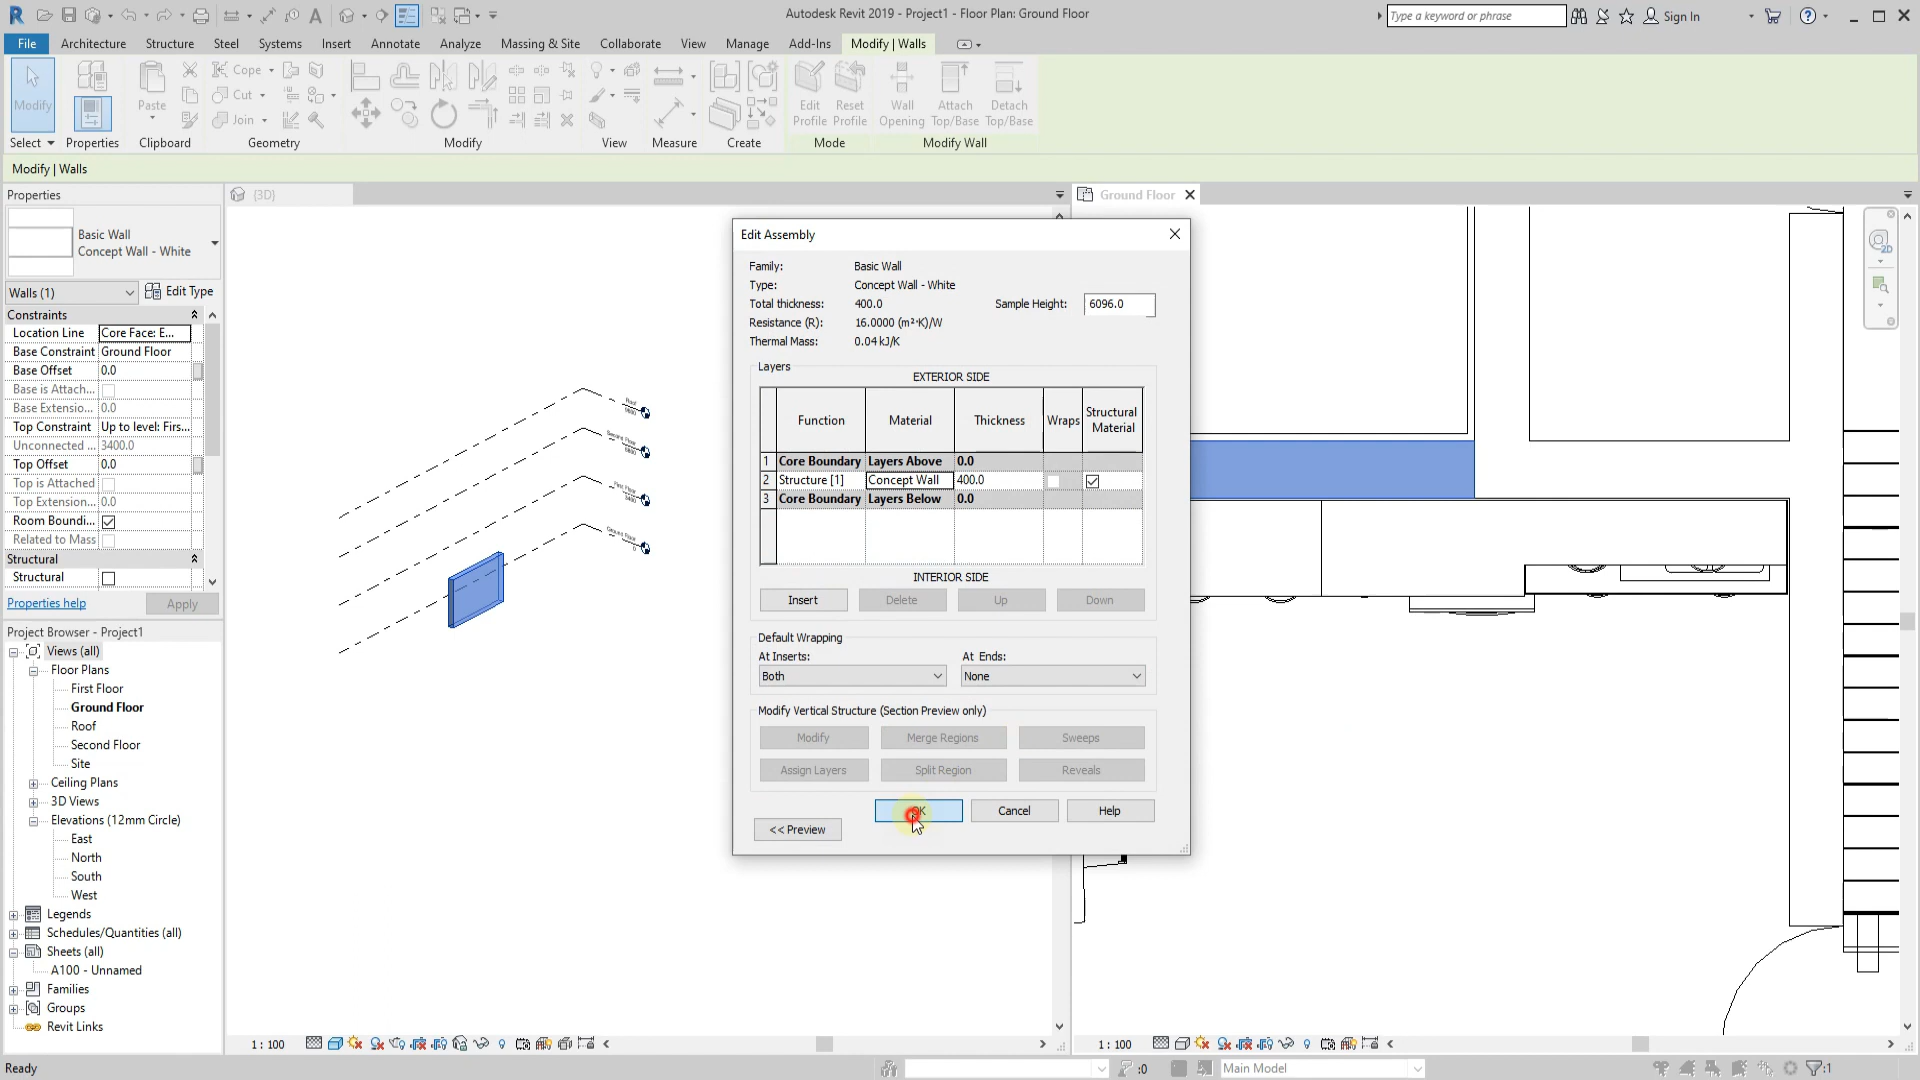 Autodesk Revit 2019 - Project1 - Floor Plan: Ground Floor
Type a keyword or phrase
Sign In
File Architecture Structure Steel Systems Insert Annotate Analyze Massing & Site Collaborate View Manage Add-Ins Modify | Walls
Modify
Paste
Cope
Cut
Join
Edit Profile
Reset Profile
Wall Opening
Attach Top/Base
Detach Top/Base
Select Properties Clipboard Geometry Modify View Measure Create Mode Modify Wall
Modify | Walls
Properties
Basic Wall
Concept Wall - White
Walls (1) Edit Type
Constraints
Location Line Core Face: E...
Base Constraint Ground Floor
Base Offset 0.0
Base is Attach...
Base Extensio... 0.0
Top Constraint Up to level: Firs...
Unconnected ... 3400.0
Top Offset 0.0
Top is Attached
Top Extension... 0.0
Room Boundi...
Related to Mass
Structural
Structural
Properties help Apply
Project Browser - Project1
Views (all)
Floor Plans
First Floor
Ground Floor
Roof
Second Floor
Site
Ceiling Plans
3D Views
Elevations (12mm Circle)
East
North
South
West
Legends
Schedules/Quantities (all)
Sheets (all)
A100 - Unnamed
Families
Groups
Revit Links
{3D}
Ground Floor
Edit Assembly
Family: Basic Wall
Type: Concept Wall - White
Total thickness: 400.0 Sample Height: 6096.0
Resistance (R): 16.0000 (m²·K)/W
Thermal Mass: 0.04 kJ/K
Layers
EXTERIOR SIDE
Function Material Thickness Wraps Structural Material
1 Core Boundary Layers Above 0.0
2 Structure [1] Concept Wall 400.0
3 Core Boundary Layers Below 0.0
INTERIOR SIDE
Insert Delete Up Down
Default Wrapping
At Inserts: At Ends:
Both None
Modify Vertical Structure (Section Preview only)
Modify Merge Regions Sweeps
Assign Layers Split Region Reveals
OK Cancel Help
<< Preview
2D
1 : 100
1 : 100
Ready
:0
Main Model
:1